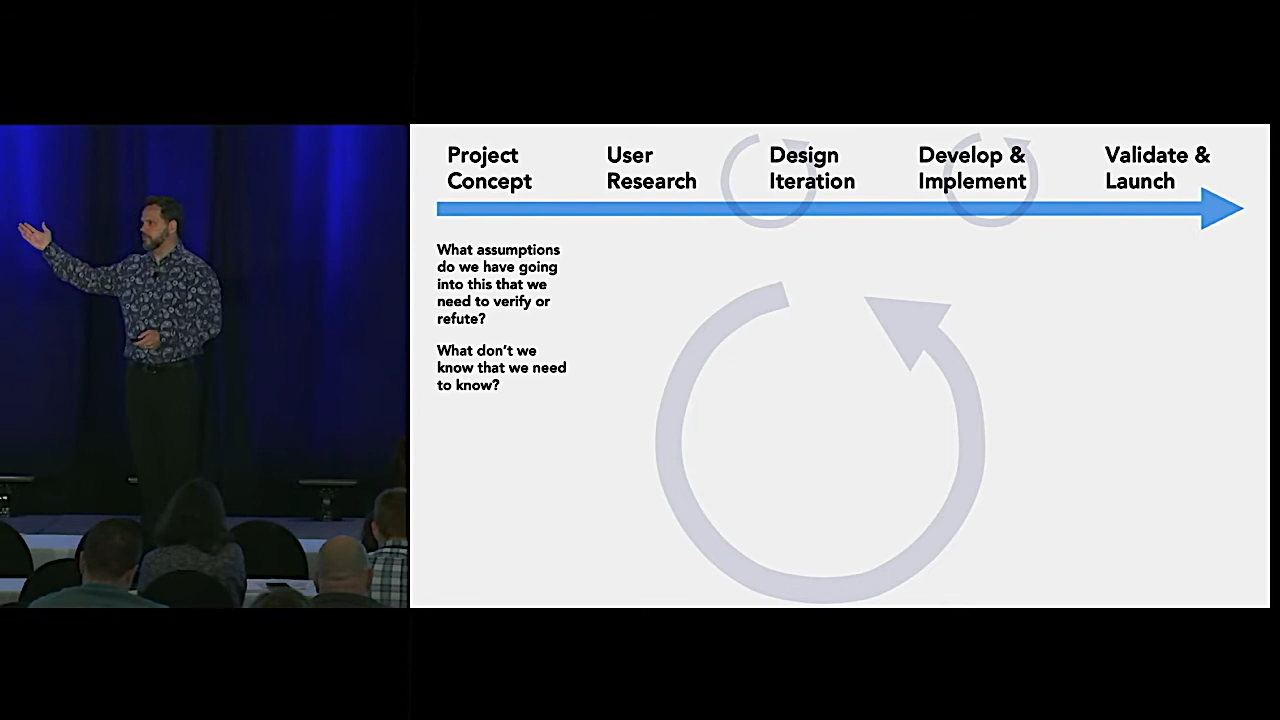 Project
Concept
User
Research
Design
Iteration
Develop &
Implement
Validate &
Launch
What assumptions
do we have going
into this that we
need to verify or
refute?
What don't we
know that we need
to know?